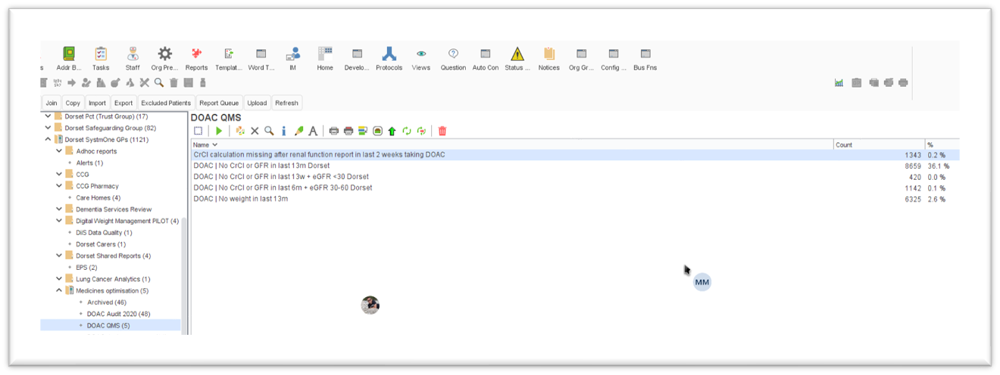 s Addr B... Tasks Staff Org Pre... Reports Templat... Word T... IM Home Develo... Protocols Views Question Auto Con Status ... Notices Org Gr... Config ... Bus Fns
Join Copy Import Export Excluded Patients Report Queue Upload Refresh
Dorset Pct (Trust Group) (17)
Dorset Safeguarding Group (82)
Dorset SystmOne GPs (1121)
Adhoc reports
Alerts (1)
CCG
CCG Pharmacy
Care Homes (4)
Dementia Services Review
Digital Weight Management PILOT (4)
DiiS Data Quality (1)
Dorset Carers (1)
Dorset Shared Reports (4)
EPS (2)
Lung Cancer Analytics (1)
Medicines optimisation (5)
Archived (46)
DOAC Audit 2020 (48)
DOAC QMS (5)
DOAC QMS
Name Count %
CrCl calculation missing after renal function report in last 2 weeks taking DOAC 1343 0.2 %
DOAC | No CrCl or GFR in last 13m Dorset 8659 36.1 %
DOAC | No CrCl or GFR in last 13w + eGFR <30 Dorset 420 0.0 %
DOAC | No CrCl or GFR in last 6m + eGFR 30-60 Dorset 1142 0.1 %
DOAC | No weight in last 13m 6325 2.6 %
MM